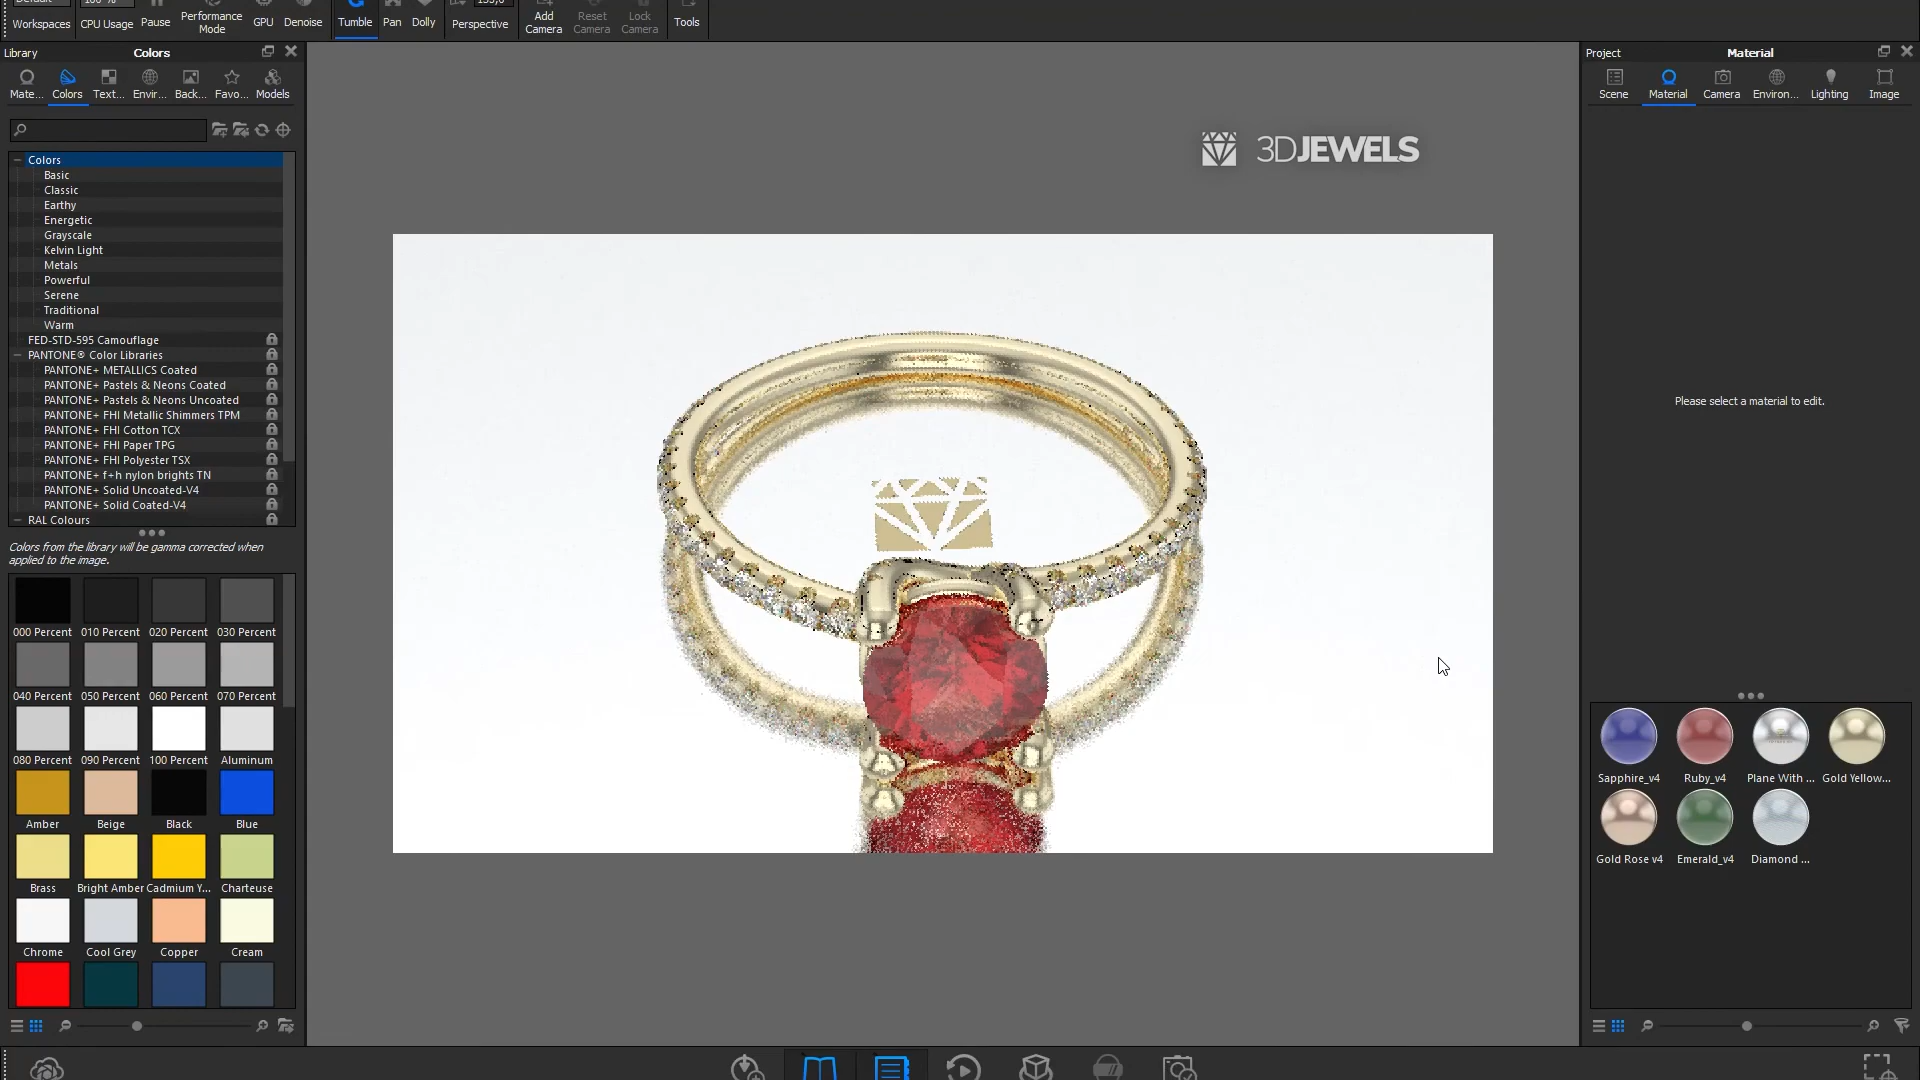 Workspaces
CPU Usage
Pause
Performance
Mode
GPU
Denoise
Tumble
Pan
Dolly
Perspective
Add
Camera
Reset
Camera
Lock
Camera
Tools
Library
Colors
Mate...
Colors
Text...
Envir...
Back...
Favo...
Models
Colors
Basic
Classic
Earthy
Energetic
Grayscale
Kelvin Light
Metals
Powerful
Serene
Traditional
Warm
FED-STD-595 Camouflage
PANTONE® Color Libraries
PANTONE+ METALLICS Coated
PANTONE+ Pastels & Neons Coated
PANTONE+ Pastels & Neons Uncoated
PANTONE+ FHI Metallic Shimmers TPM
PANTONE+ FHI Cotton TCX
PANTONE+ FHI Paper TPG
PANTONE+ FHI Polyester TSX
PANTONE+ f+h nylon brights TN
PANTONE+ Solid Uncoated-V4
PANTONE+ Solid Coated-V4
RAL Colours
Colors from the library will be gamma corrected when
applied to the image.
000 Percent 010 Percent 020 Percent 030 Percent
040 Percent 050 Percent 060 Percent 070 Percent
080 Percent 090 Percent 100 Percent Aluminum
Amber Beige Black Blue
Brass Bright Amber Cadmium Y... Charteuse
Chrome Cool Grey Copper Cream
3DJEWELS
Project
Material
Scene
Material
Camera
Environ...
Lighting
Image
Please select a material to edit.
Sapphire_v4 Ruby_v4 Plane With ... Gold Yellow...
Gold Rose v4 Emerald_v4 Diamond ...